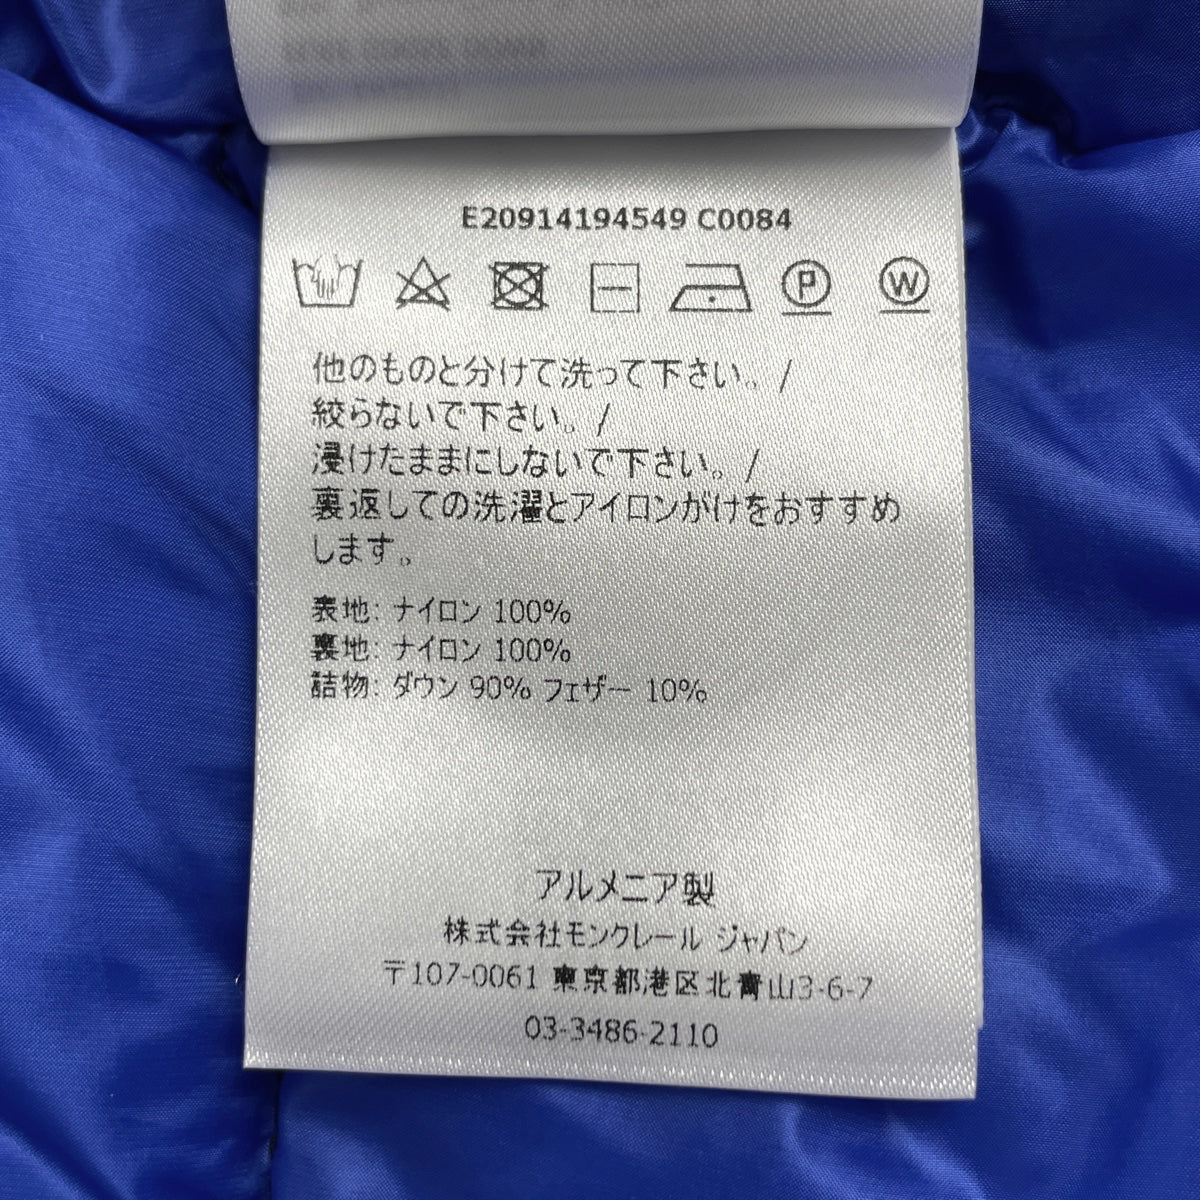 E20914194549 C0084
P W
他のものと分けて洗って下さい。/
絞らないで下さい。/
浸けたままにしないで下さい。/
裏返しての洗濯とアイロンがけをおすすめ
します。
表地: ナイロン 100%
裏地: ナイロン 100%
詰物: ダウン 90% フェザー 10%
アルメニア製
株式会社モンクレール ジャパン
〒107-0061 東京都港区北青山3-6-7
03-3486-2110